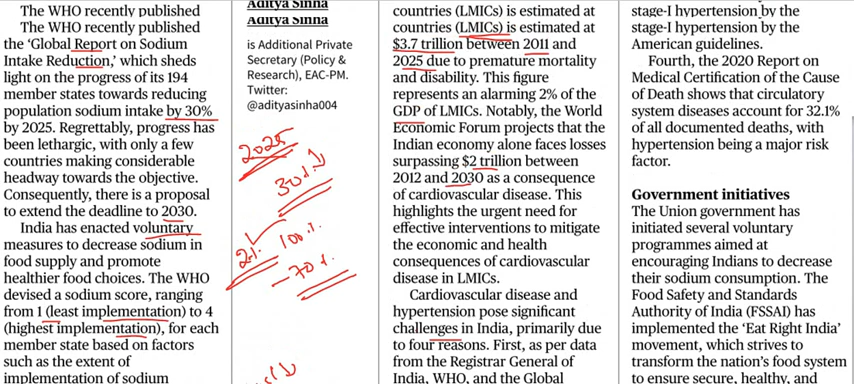 The WHO recently published
The WHO recently published
the ‘Global Report on Sodium
Intake Reduction,’ which sheds
light on the progress of its 194
member states towards reducing
population sodium intake by 30%
by 2025. Regrettably, progress has
been lethargic, with only a few
countries making considerable
headway towards the objective.
Consequently, there is a proposal
to extend the deadline to 2030.
India has enacted voluntary
measures to decrease sodium in
food supply and promote
healthier food choices. The WHO
devised a sodium score, ranging
from 1 (least implementation) to 4
(highest implementation), for each
member state based on factors
such as the extent of
implementation of sodium
Aditya Sinha
Aditya Sinha
is Additional Private
Secretary (Policy &
Research), EAC-PM.
Twitter:
@adityasinha004
2025
30%
2%
100%
-70%
countries (LMICs) is estimated at
countries (LMICs) is estimated at
$3.7 trillion between 2011 and
2025 due to premature mortality
and disability. This figure
represents an alarming 2% of the
GDP of LMICs. Notably, the World
Economic Forum projects that the
Indian economy alone faces losses
surpassing $2 trillion between
2012 and 2030 as a consequence
of cardiovascular disease. This
highlights the urgent need for
effective interventions to mitigate
the economic and health
consequences of cardiovascular
disease in LMICs.
Cardiovascular disease and
hypertension pose significant
challenges in India, primarily due
to four reasons. First, as per data
from the Registrar General of
India, WHO, and the Global
stage-I hypertension by the
stage-I hypertension by the
American guidelines.
Fourth, the 2020 Report on
Medical Certification of the Cause
of Death shows that circulatory
system diseases account for 32.1%
of all documented deaths, with
hypertension being a major risk
factor.
Government initiatives
The Union government has
initiated several voluntary
programmes aimed at
encouraging Indians to decrease
their sodium consumption. The
Food Safety and Standards
Authority of India (FSSAI) has
implemented the ‘Eat Right India’
movement, which strives to
transform the nation’s food system
to ensure secure, healthy, and